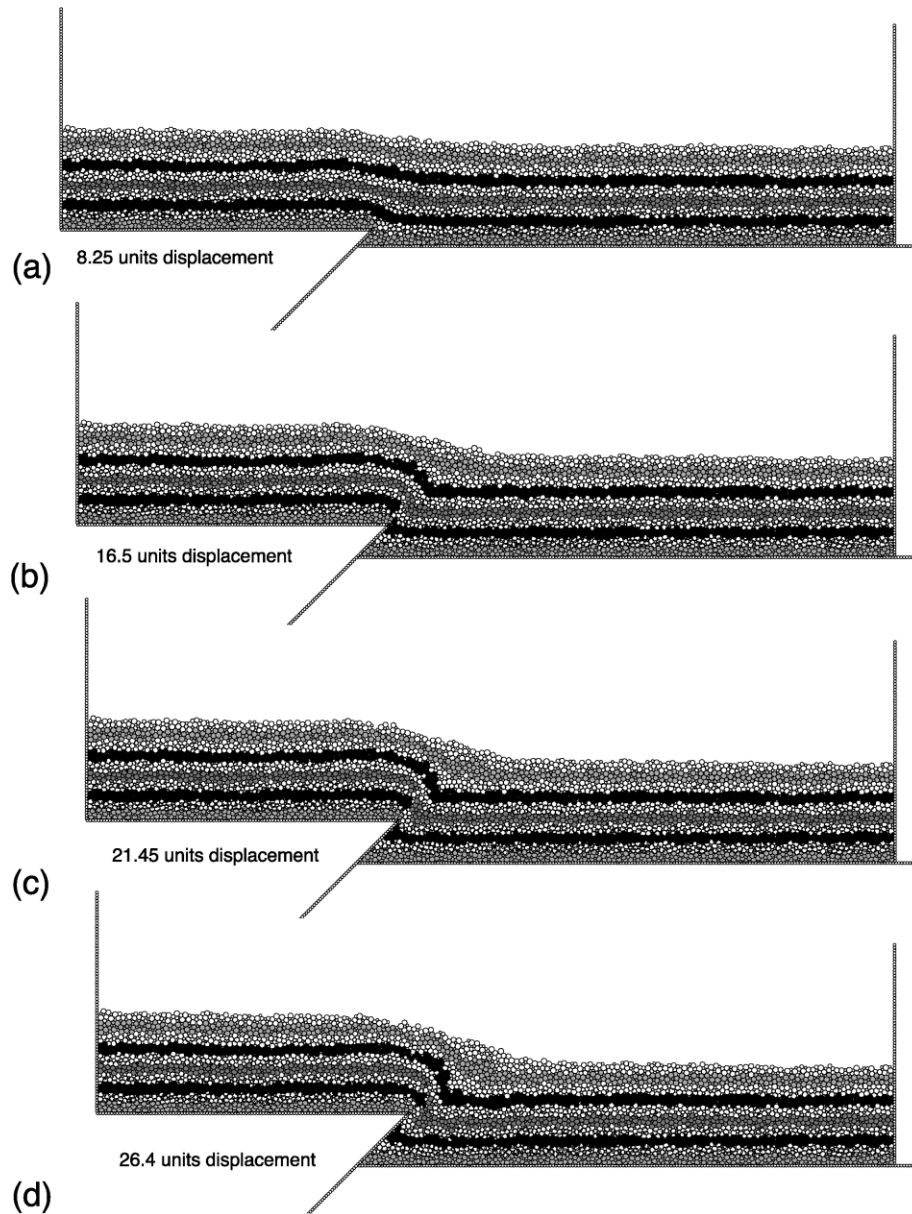 (a)
8.25 units displacement
(b)
16.5 units displacement
(c)
21.45 units displacement
(d)
26.4 units displacement